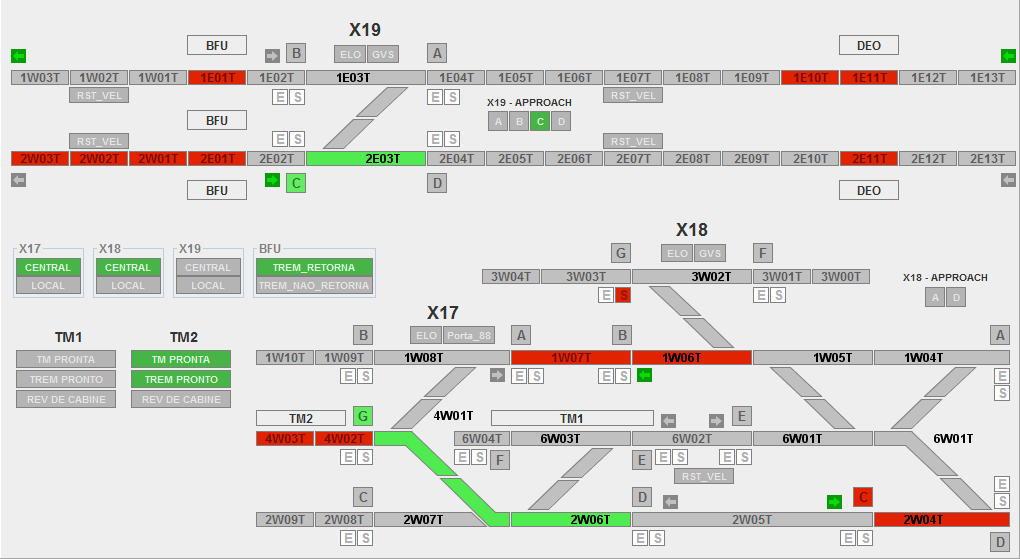 X19
BFU DEO
B ELO GVS A
1W03T 1W02T 1W01T 1E01T 1E02T 1E03T 1E04T 1E05T 1E06T 1E07T 1E08T 1E09T 1E10T 1E11T 1E12T 1E13T
RST_VEL E S E S RST_VEL
X19 - APPROACH
BFU A B C D
RST_VEL E S E S RST_VEL
2W03T 2W02T 2W01T 2E01T 2E02T 2E03T 2E04T 2E05T 2E06T 2E07T 2E08T 2E09T 2E10T 2E11T 2E12T 2E13T
C D
BFU DEO
X18
X17 X18 X19 BFU
G ELO GVS F
CENTRAL CENTRAL CENTRAL TREM_RETORNA
LOCAL LOCAL LOCAL TREM_NAO_RETORNA
3W04T 3W03T 3W02T 3W01T 3W00T
X18 - APPROACH
E S E S A D
X17
TM1 TM2 B ELO Porta_88 A B A
TM PRONTA TM PRONTA
1W10T 1W09T 1W08T 1W07T 1W06T 1W05T 1W04T
TREM PRONTO TREM PRONTO
E S E S E S E
S
REV DE CABINE REV DE CABINE
TM2 G 4W01T TM1 E
4W03T 4W02T 6W04T 6W03T 6W02T 6W01T 6W01T
E S E S F E E S E S
RST_VEL
E
S
C D C
2W09T 2W08T 2W07T 2W06T 2W05T 2W04T
E S E S E S D